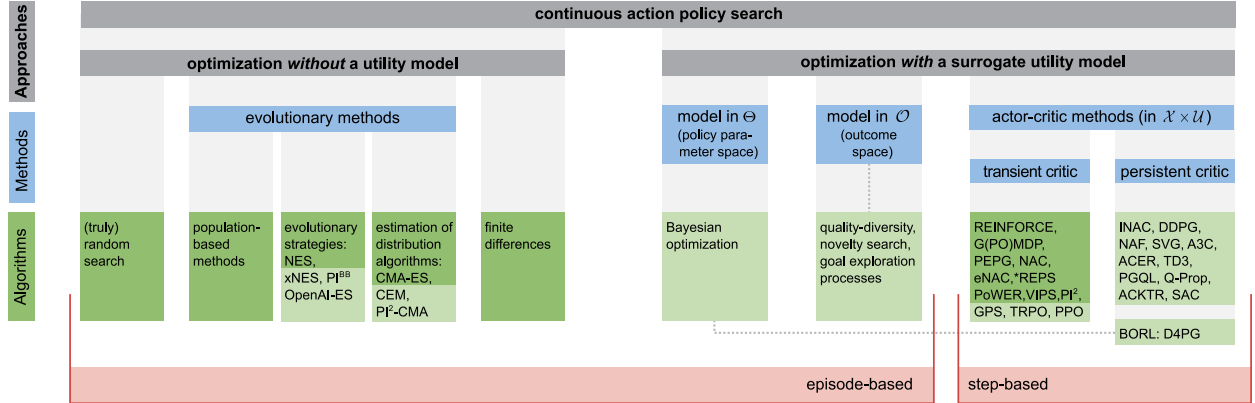 continuous action policy search
Approaches
optimization without a utility model
optimization with a surrogate utility model
Methods
evolutionary methods
model in Θ
(policy para-
meter space)
model in 𝒪
(outcome
space)
actor-critic methods (in 𝒳 × 𝒰)
transient critic
persistent critic
Algorithms
(truly)
random
search
population-
based methods
evolutionary
strategies:
NES,
xNES, PIᴮᴮ
OpenAI-ES
estimation of
distribution
algorithms:
CMA-ES,
CEM,
PI²-CMA
finite
differences
Bayesian
optimization
quality-diversity,
novelty search,
goal exploration
processes
REINFORCE,
G(PO)MDP,
PEPG, NAC,
eNAC,*REPS
PoWER,VIPS,PI²,
GPS, TRPO, PPO
INAC, DDPG,
NAF, SVG, A3C,
ACER, TD3,
PGQL, Q-Prop,
ACKTR, SAC
BORL: D4PG
episode-based
step-based